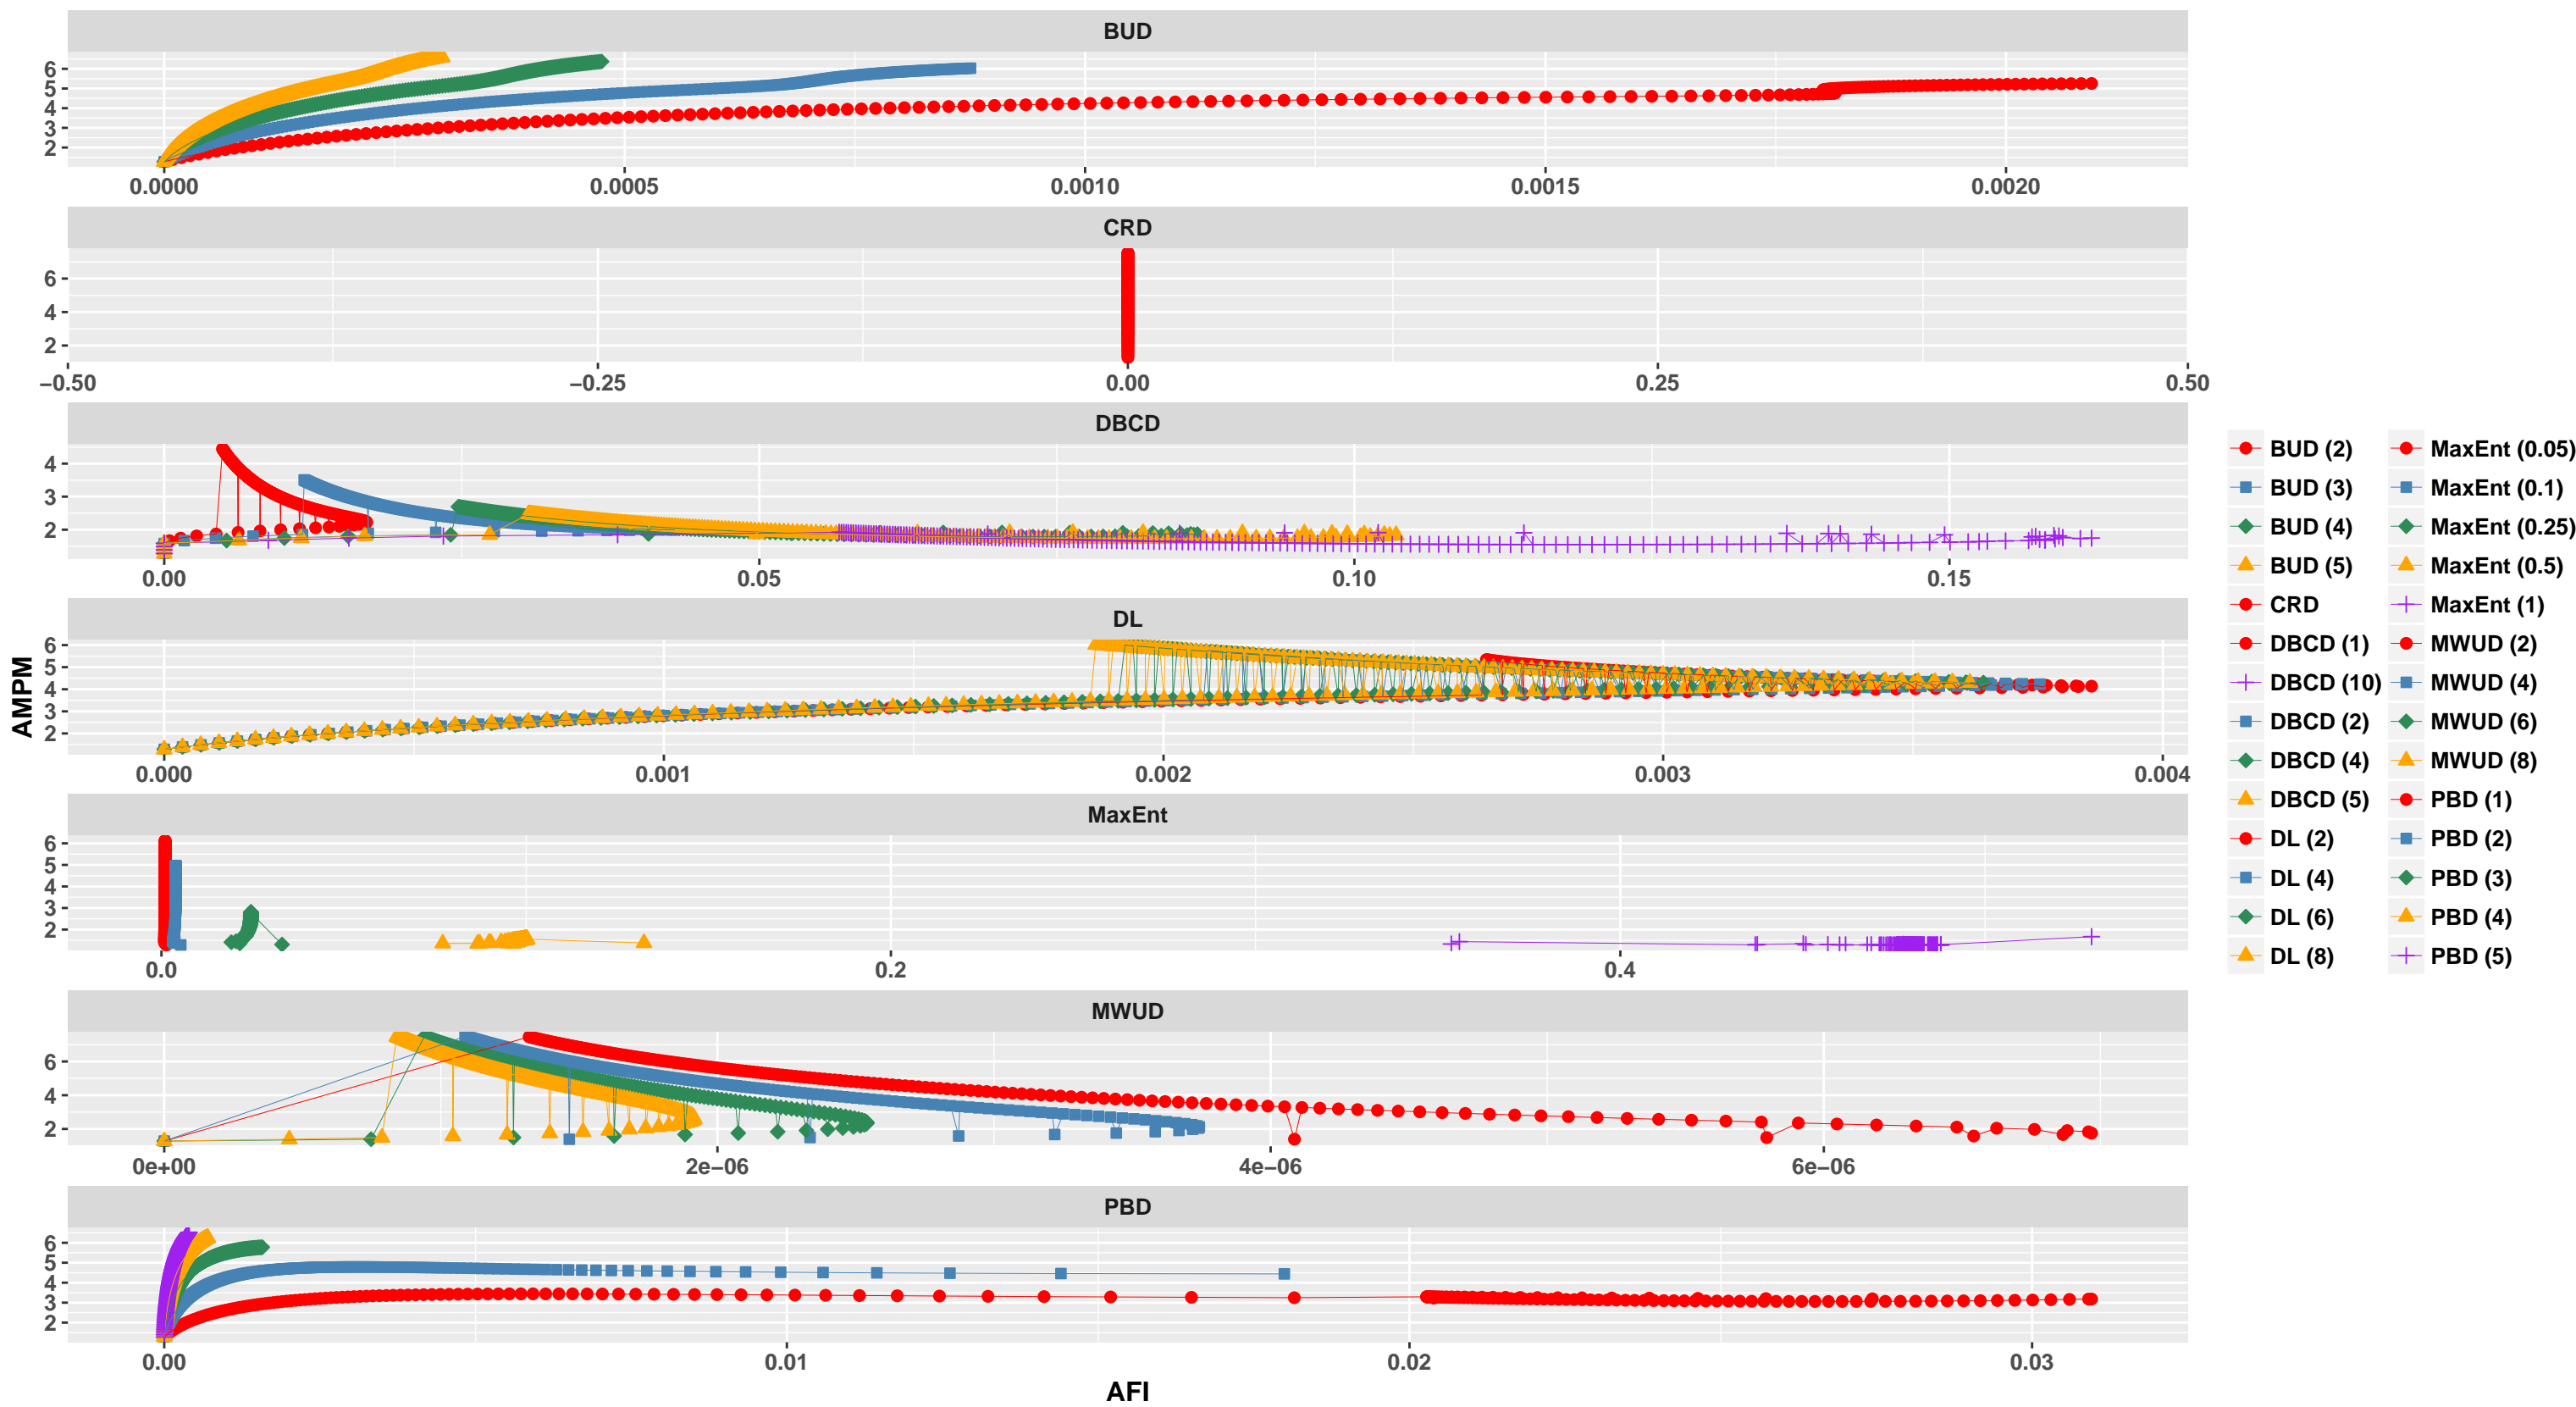 BUD
6
5
4
3
2
0.0000 0.0005 0.0010 0.0015 0.0020
CRD
6
4
2
−0.50 −0.25 0.00 0.25 0.50
DBCD
4
3
2
0.00 0.05 0.10 0.15
DL
6
5
4
3
2
0.000 0.001 0.002 0.003 0.004
MaxEnt
6
5
4
3
2
0.0 0.2 0.4
MWUD
6
4
2
0e+00 2e−06 4e−06 6e−06
PBD
6
5
4
3
2
0.00 0.01 0.02 0.03
AFI
AMPM
BUD (2)
BUD (3)
BUD (4)
BUD (5)
CRD
DBCD (1)
DBCD (10)
DBCD (2)
DBCD (4)
DBCD (5)
DL (2)
DL (4)
DL (6)
DL (8)
MaxEnt (0.05)
MaxEnt (0.1)
MaxEnt (0.25)
MaxEnt (0.5)
MaxEnt (1)
MWUD (2)
MWUD (4)
MWUD (6)
MWUD (8)
PBD (1)
PBD (2)
PBD (3)
PBD (4)
PBD (5)